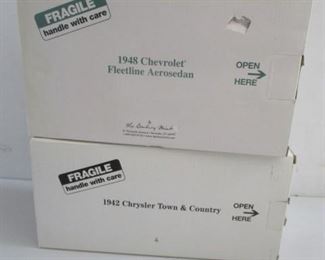 FRAGILE
handle with care
1948 Chevrolet
Fleetline Aerosedan
OPEN
HERE
The Danbury Mint
FRAGILE
handle with care
1942 Chrysler Town & Country
OPEN
HERE